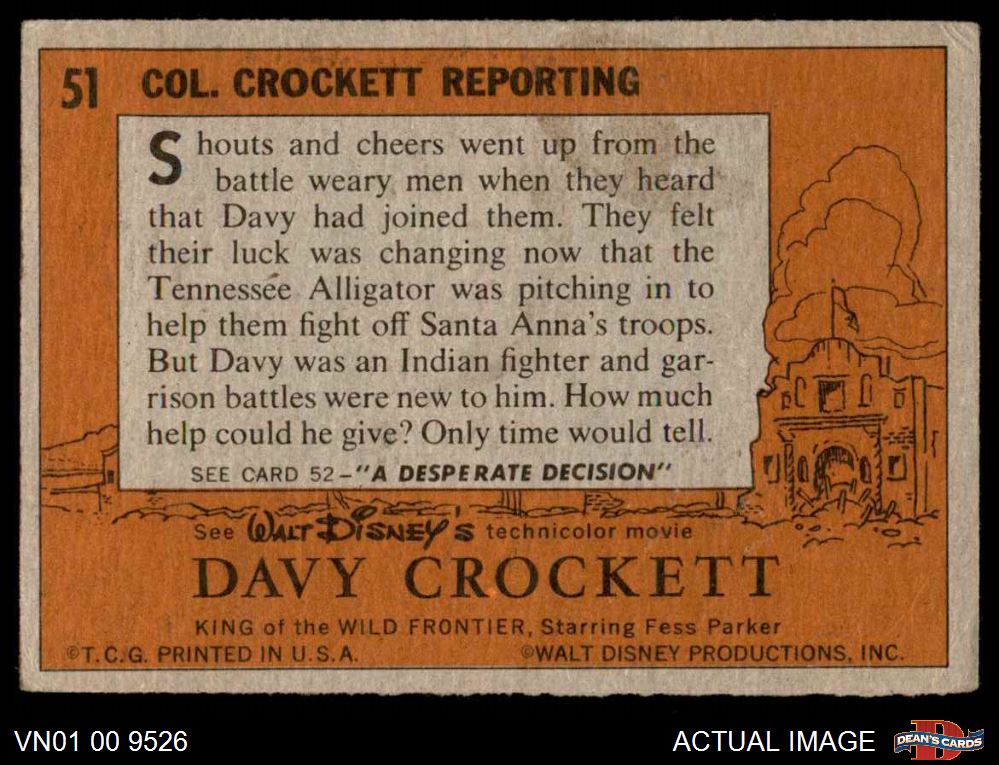 51 COL. CROCKETT REPORTING
Shouts and cheers went up from the
battle weary men when they heard
that Davy had joined them. They felt
their luck was changing now that the
Tennessee Alligator was pitching in to
help them fight off Santa Anna's troops.
But Davy was an Indian fighter and gar-
rison battles were new to him. How much
help could he give? Only time would tell.
SEE CARD 52-"A DESPERATE DECISION"
See WALT DISNEY'S technicolor movie
DAVY CROCKETT
KING of the WILD FRONTIER, Starring Fess Parker
©T.C.G. PRINTED IN U.S.A. ©WALT DISNEY PRODUCTIONS, INC.
VN01 00 9526 ACTUAL IMAGE DEAN'S CARDS